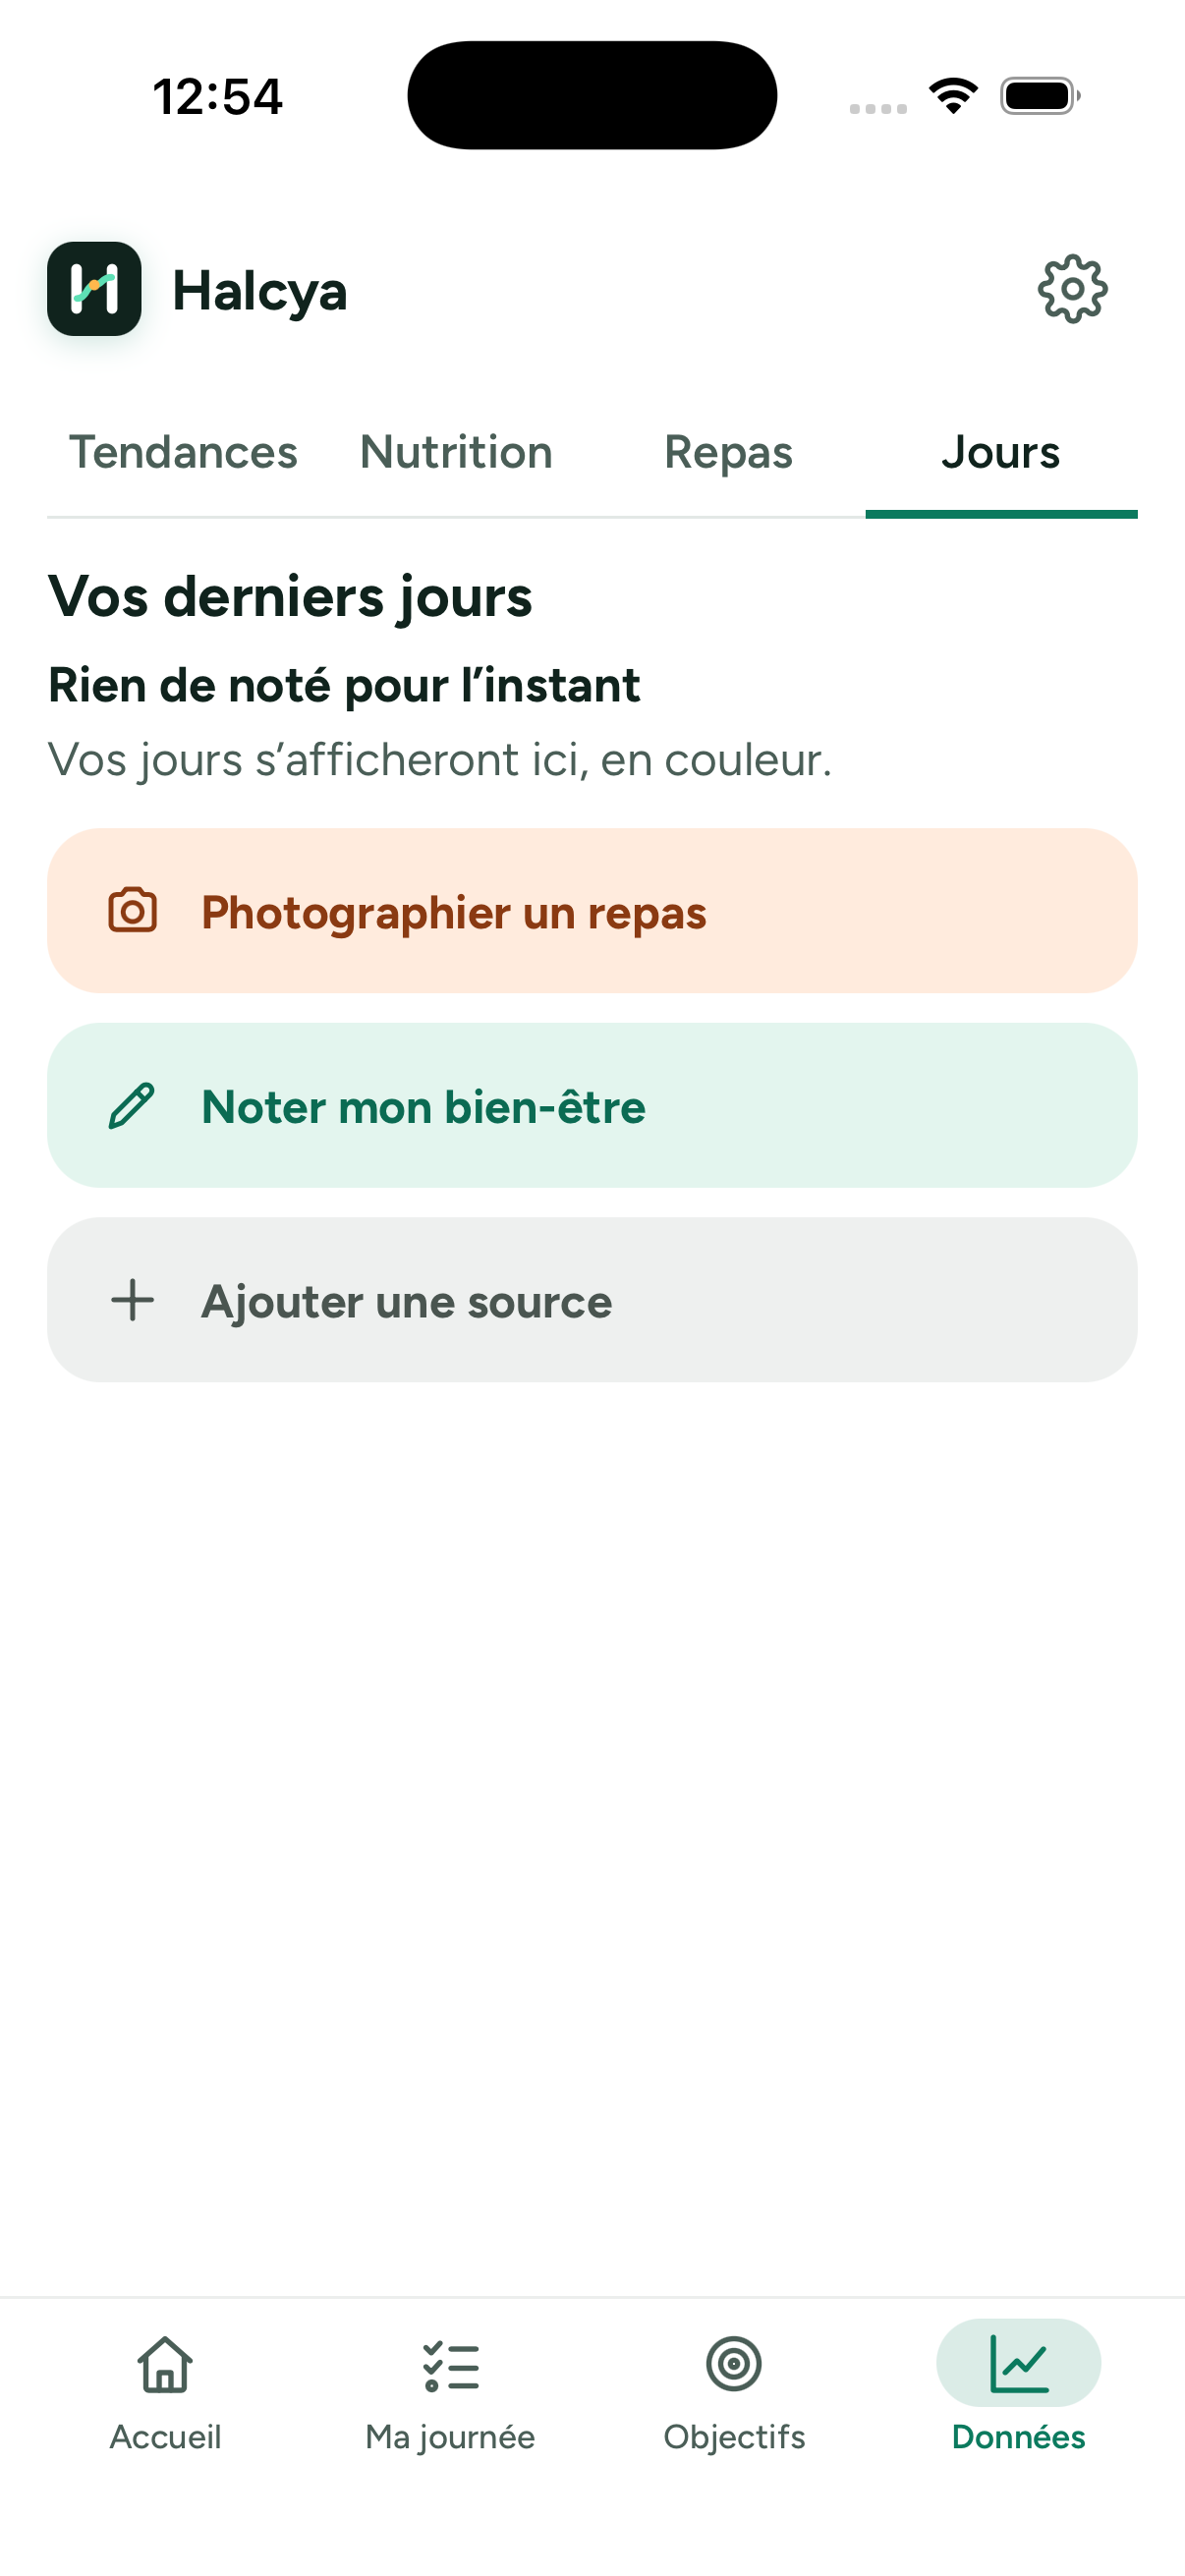 12:54
Halcya
Tendances
Nutrition
Repas
Jours
Vos derniers jours
Rien de noté pour l’instant
Vos jours s’afficheront ici, en couleur.
Photographier un repas
Noter mon bien-être
Ajouter une source
Accueil
Ma journée
Objectifs
Données